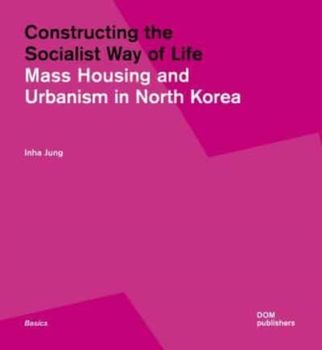 Constructing the
Socialist Way of Life
Mass Housing and
Urbanism in North Korea
Inha Jung
Basics
DOM
publishers